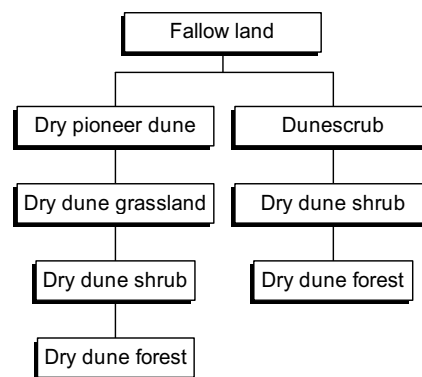 Fallow land
Dry pioneer dune
Dunescrub
Dry dune grassland
Dry dune shrub
Dry dune shrub
Dry dune forest
Dry dune forest